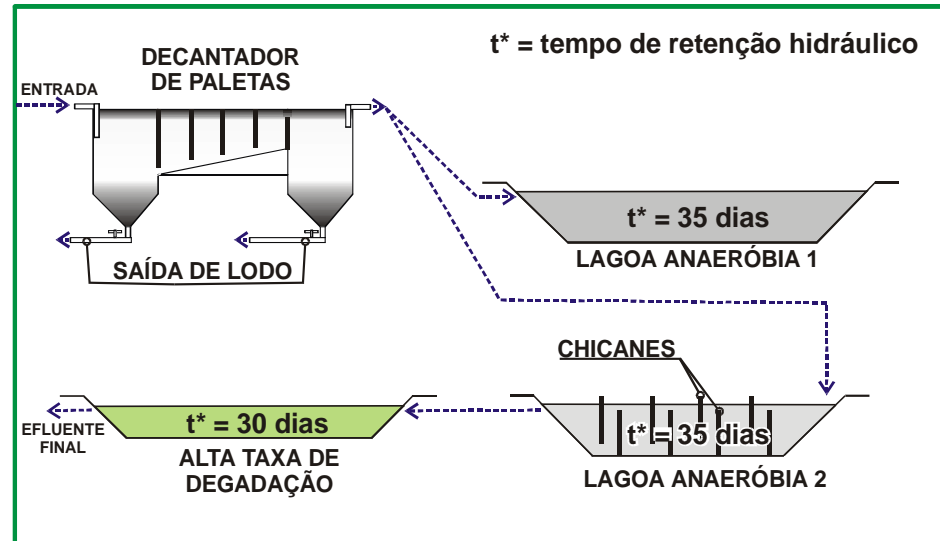 t* = tempo de retenção hidráulico
DECANTADOR
DE PALETAS
ENTRADA
t* = 35 dias
SAÍDA DE LODO
LAGOA ANAERÓBIA 1
CHICANES
t* = 30 dias
t* = 35 dias
EFLUENTE
FINAL
ALTA TAXA DE
DEGADAÇÃO
LAGOA ANAERÓBIA 2